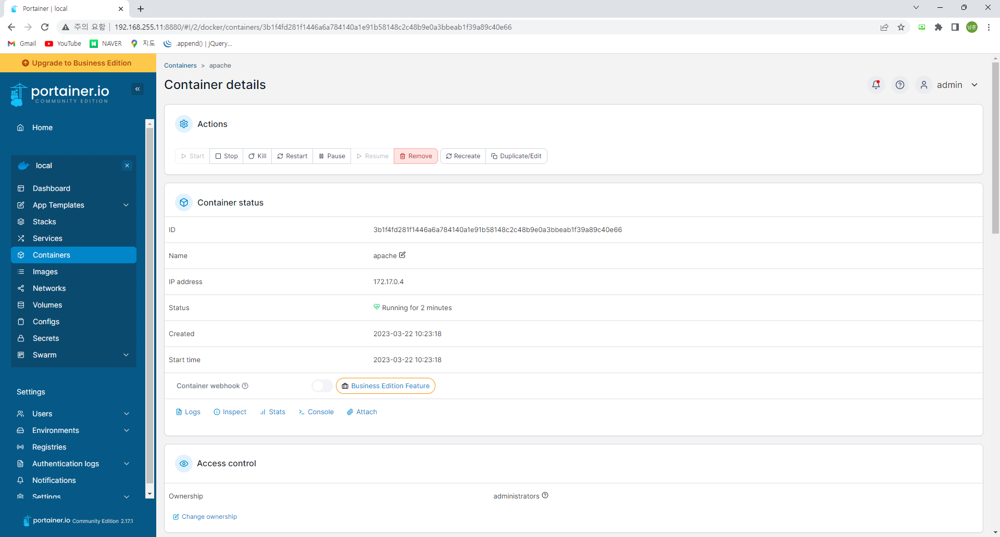 Portainer | local
주의 요함 | 192.168.255.11:8880/#!/2/docker/containers/3b1f4fd281f1446a6a784140a1e91b58148c2c48b9e0a3bbeab1f39a89c40e66
남훈
Gmail YouTube NAVER 지도 .append() | jQuery...
Upgrade to Business Edition
portainer.io
COMMUNITY EDITION
Home
local
Dashboard
App Templates
Stacks
Services
Containers
Images
Networks
Volumes
Configs
Secrets
Swarm
Settings
Users
Environments
Registries
Authentication logs
Notifications
Settings
portainer.io Community Edition 2.17.1
Containers > apache
Container details
admin
Actions
Start Stop Kill Restart Pause Resume Remove Recreate Duplicate/Edit
Container status
ID 3b1f4fd281f1446a6a784140a1e91b58148c2c48b9e0a3bbeab1f39a89c40e66
Name apache
IP address 172.17.0.4
Status Running for 2 minutes
Created 2023-03-22 10:23:18
Start time 2023-03-22 10:23:18
Container webhook Business Edition Feature
Logs Inspect Stats Console Attach
Access control
Ownership administrators
Change ownership